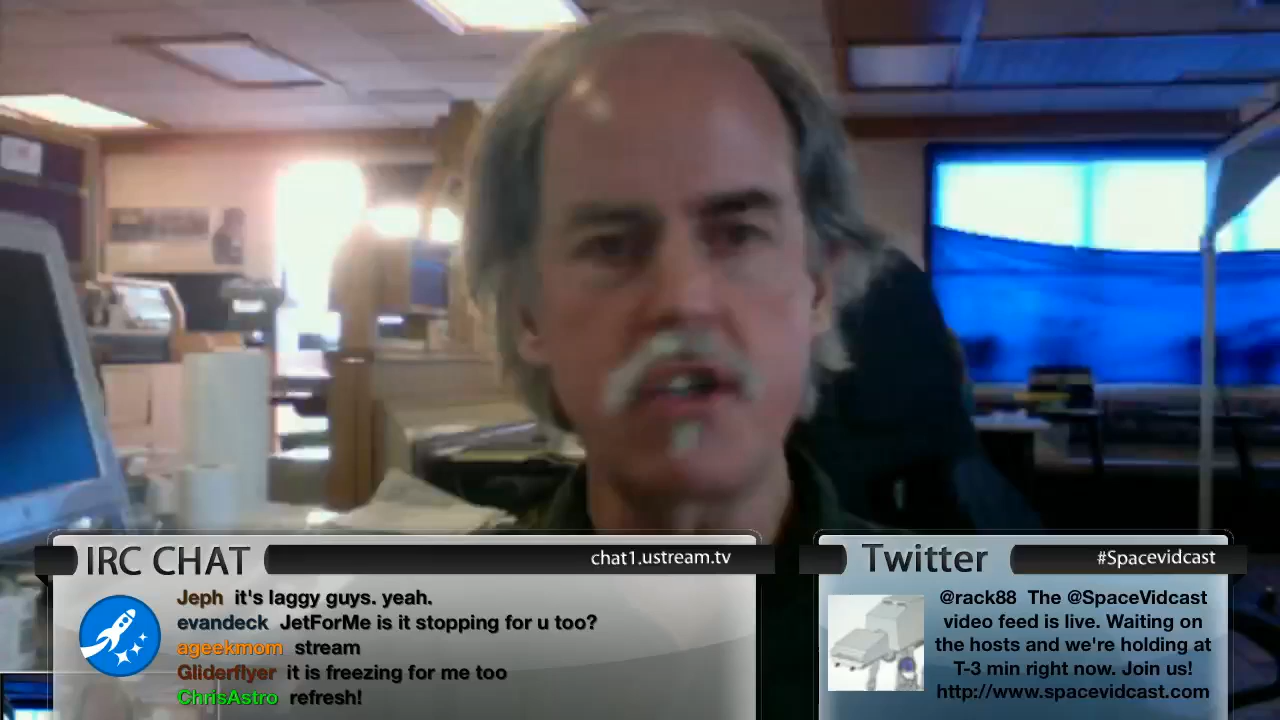 IRC CHAT
chat1.ustream.tv
Jeph it's laggy guys. yeah.
evandeck JetForMe is it stopping for u too?
ageekmom stream
Gliderflyer it is freezing for me too
ChrisAstro refresh!
Twitter
#Spacevidcast
@rack88 The @SpaceVidcast
video feed is live. Waiting on
the hosts and we're holding at
T-3 min right now. Join us!
http://www.spacevidcast.com